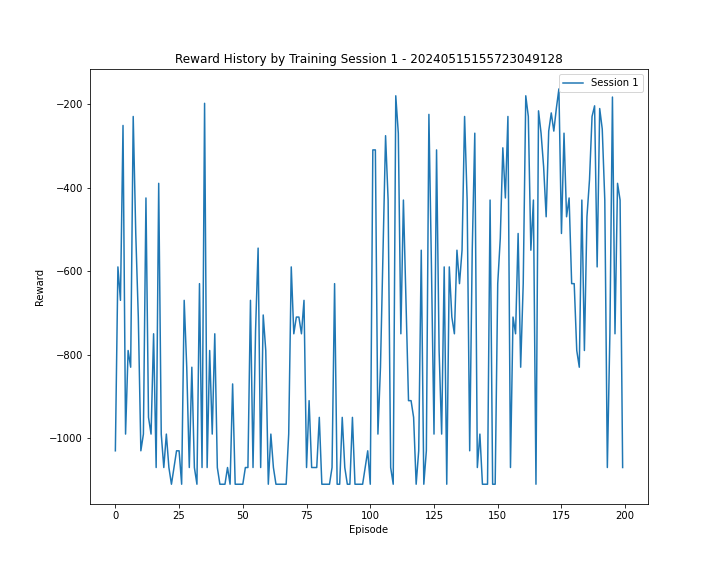 Reward History by Training Session 1 - 20240515155723049128
Session 1
−200
−400
−600
−800
−1000
Reward
0 25 50 75 100 125 150 175 200
Episode